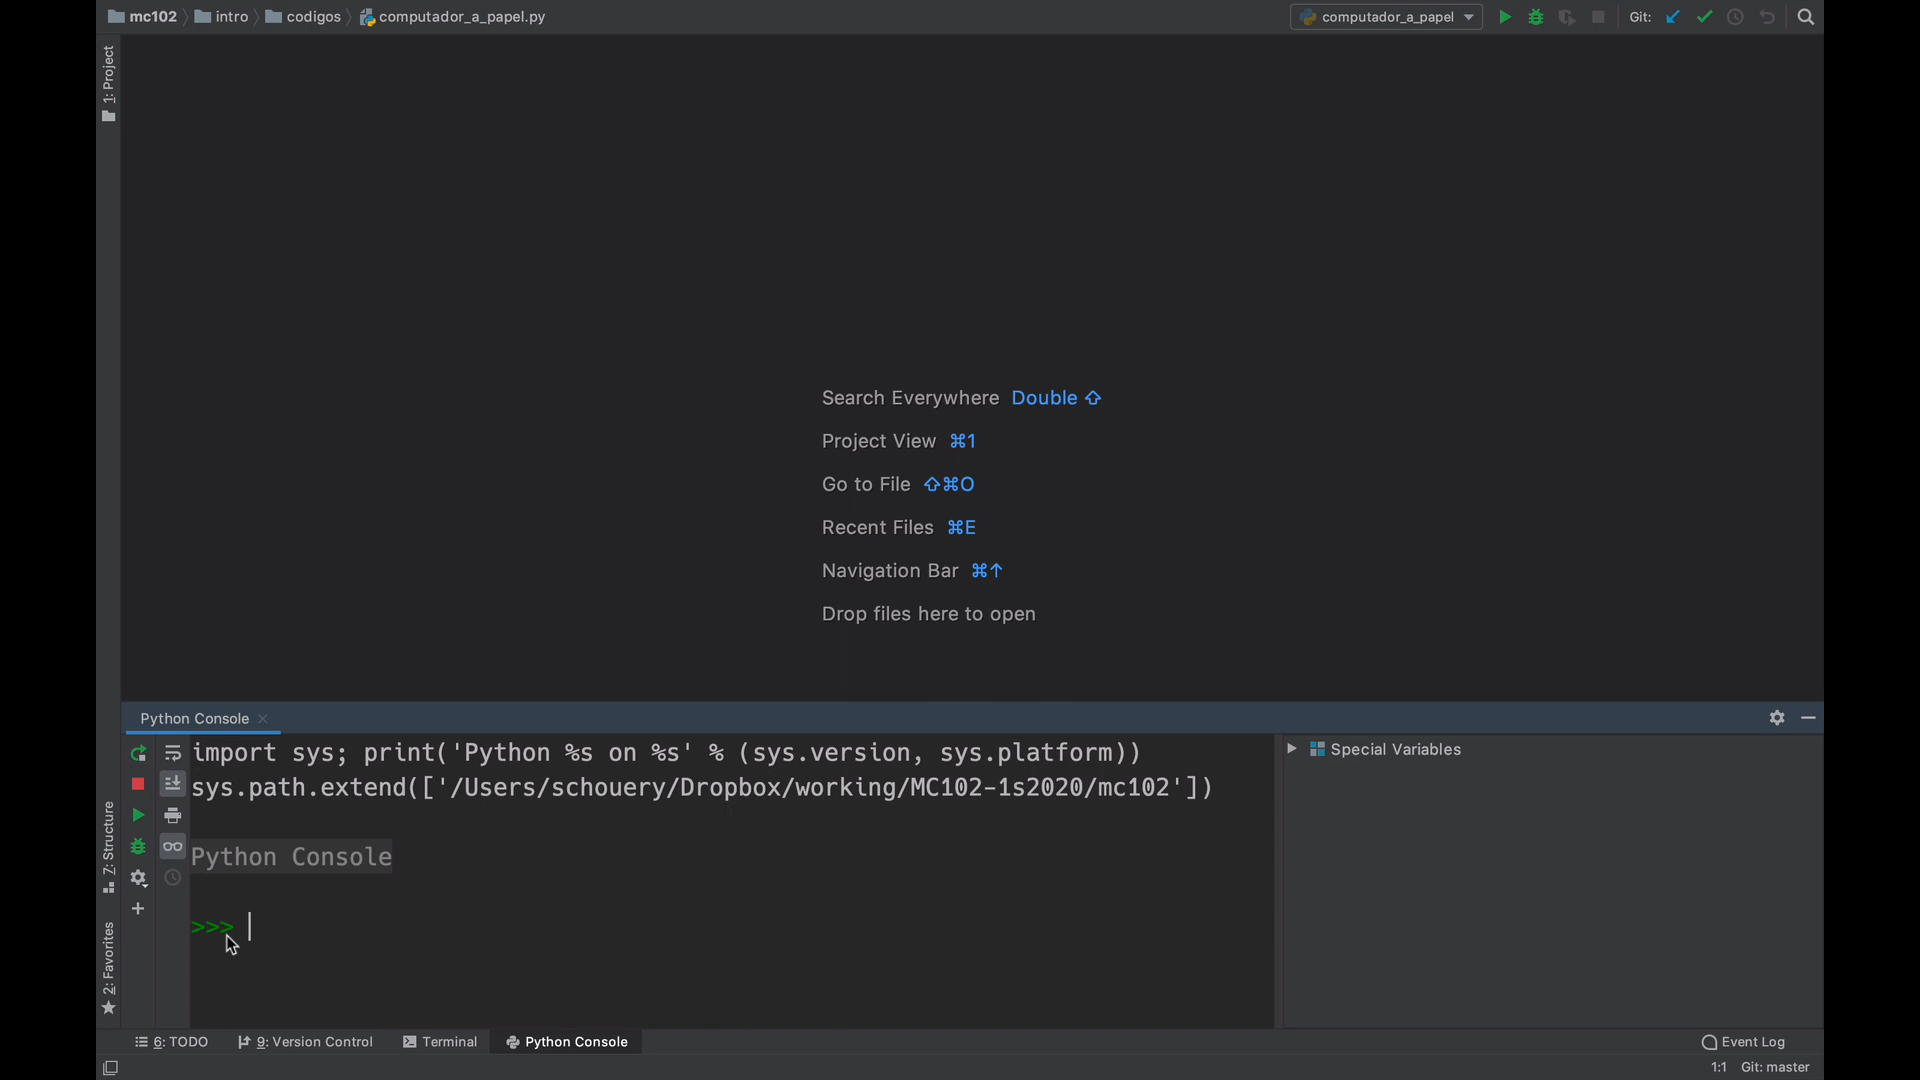 mc102 intro codigos computador_a_papel.py
computador_a_papel
Git:
1: Project
Search Everywhere Double ⇧
Project View ⌘1
Go to File ⇧⌘O
Recent Files ⌘E
Navigation Bar ⌘↑
Drop files here to open
Python Console
import sys; print('Python %s on %s' % (sys.version, sys.platform))
sys.path.extend(['/Users/schouery/Dropbox/working/MC102-1s2020/mc102'])
Python Console
>>>
Special Variables
7: Structure
2: Favorites
6: TODO 9: Version Control Terminal Python Console Event Log
1:1 Git: master